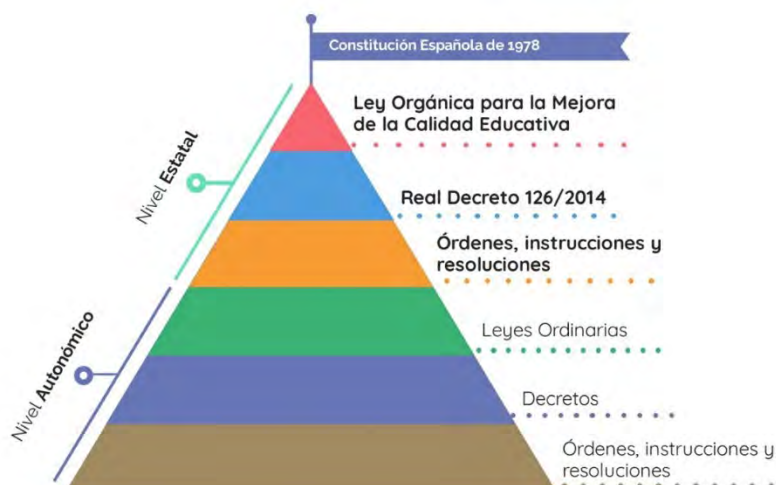 Constitución Española de 1978
Ley Orgánica para la Mejora
de la Calidad Educativa
Nivel Estatal
Real Decreto 126/2014
Órdenes, instrucciones y
resoluciones
Leyes Ordinarias
Nivel Autonómico
Decretos
Órdenes, instrucciones y
resoluciones